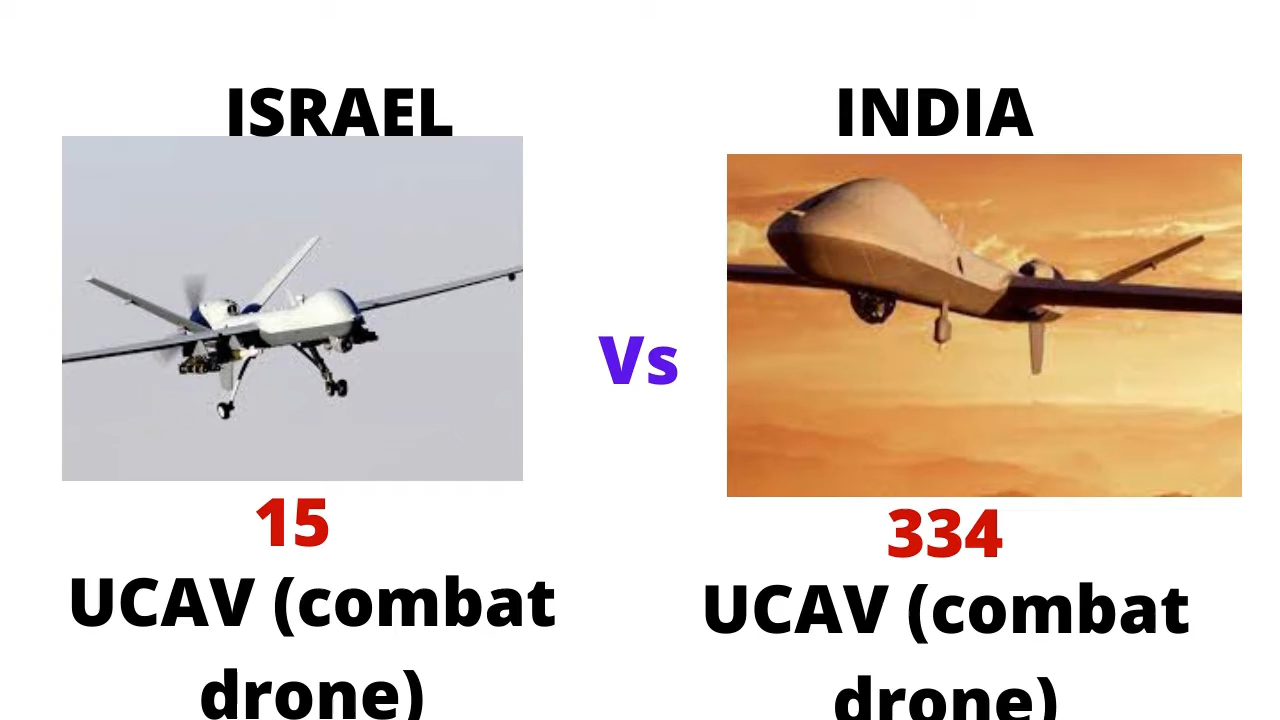 ISRAEL
INDIA
Vs
15
334
UCAV (combat
drone)
UCAV (combat
drone)